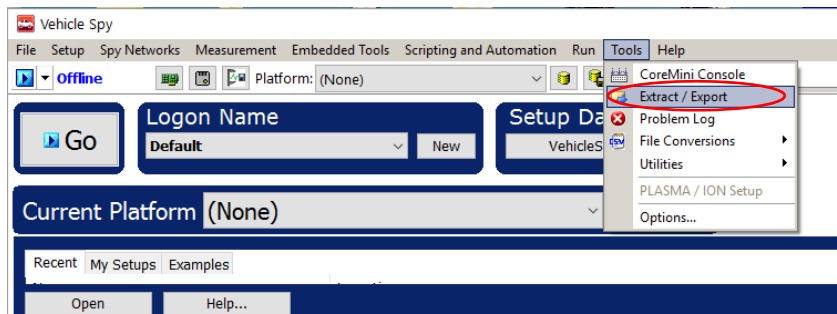 Vehicle Spy
File Setup Spy Networks Measurement Embedded Tools Scripting and Automation Run Tools Help
Offline Platform: (None)
CoreMini Console
Extract / Export
Problem Log
File Conversions
Utilities
PLASMA / ION Setup
Options...
Go
Logon Name
Default New
Setup Da
VehicleS
Current Platform (None)
Recent My Setups Examples
Open Help...